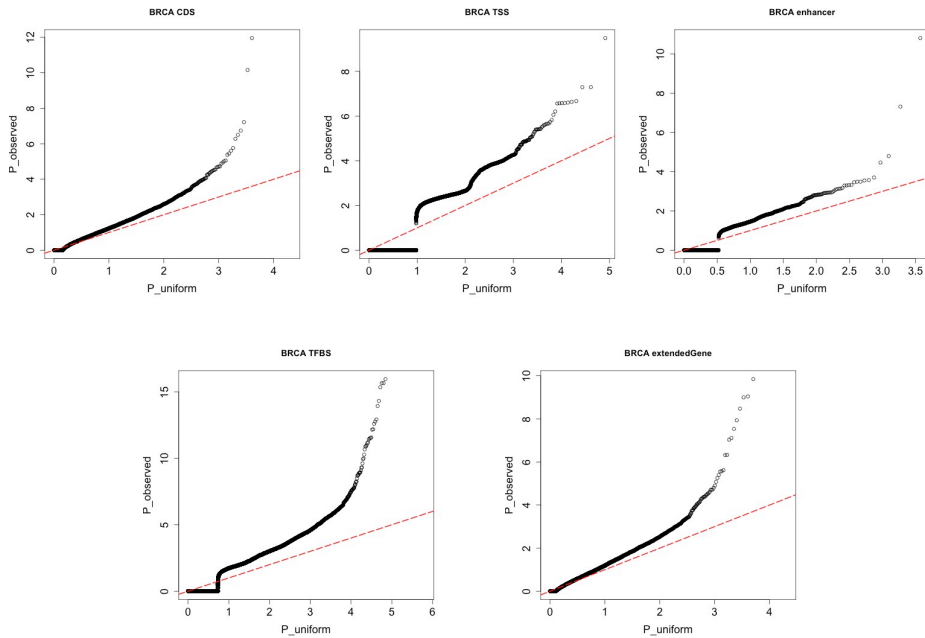 BRCA CDS
12
10
8
6
4
2
0
P_observed
0 1 2 3 4
P_uniform
BRCA TSS
8
6
4
2
0
P_observed
0 1 2 3 4 5
P_uniform
BRCA enhancer
10
8
6
4
2
0
P_observed
0.0 0.5 1.0 1.5 2.0 2.5 3.0 3.5
P_uniform
BRCA TFBS
15
10
5
0
P_observed
0 1 2 3 4 5 6
P_uniform
BRCA extendedGene
10
8
6
4
2
0
P_observed
0 1 2 3 4
P_uniform